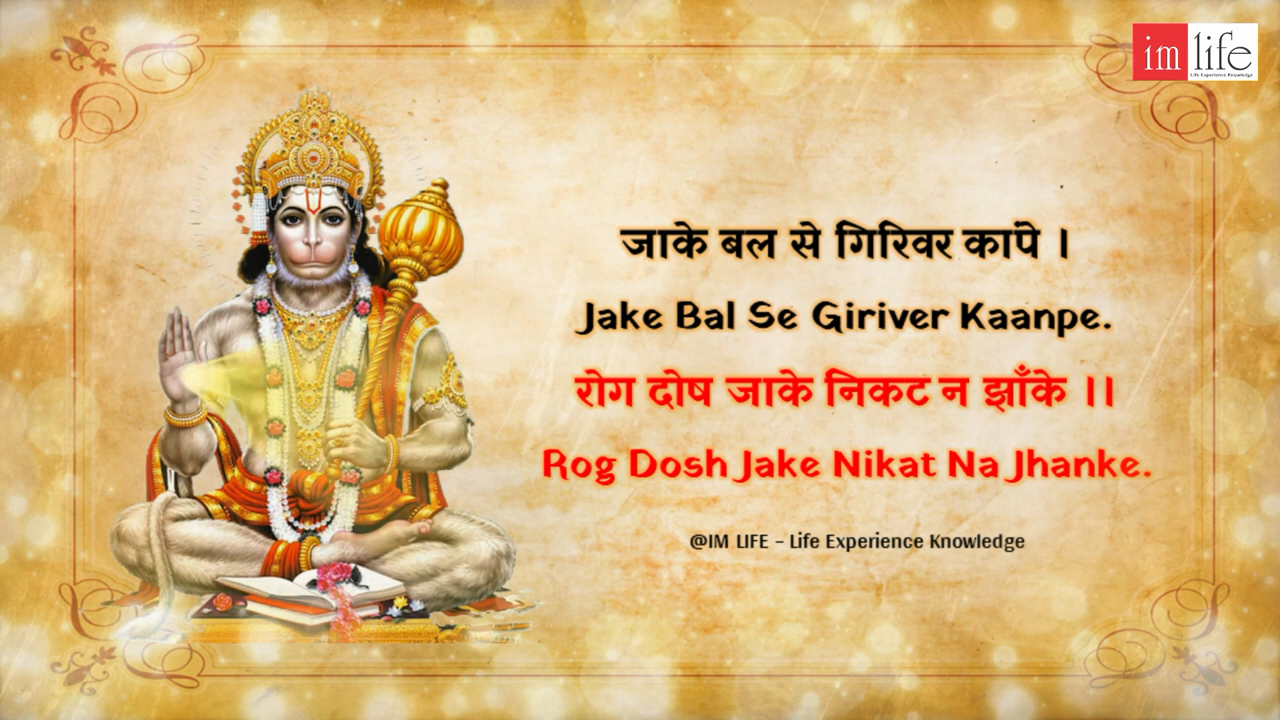 im life
Life Experience Knowledge
जाके बल से गिरिवर कांपे ।
Jake Bal Se Giriver Kaanpe.
रोग दोष जाके निकट न झाँके ।।
Rog Dosh Jake Nikat Na Jhanke.
@IM LIFE - Life Experience Knowledge